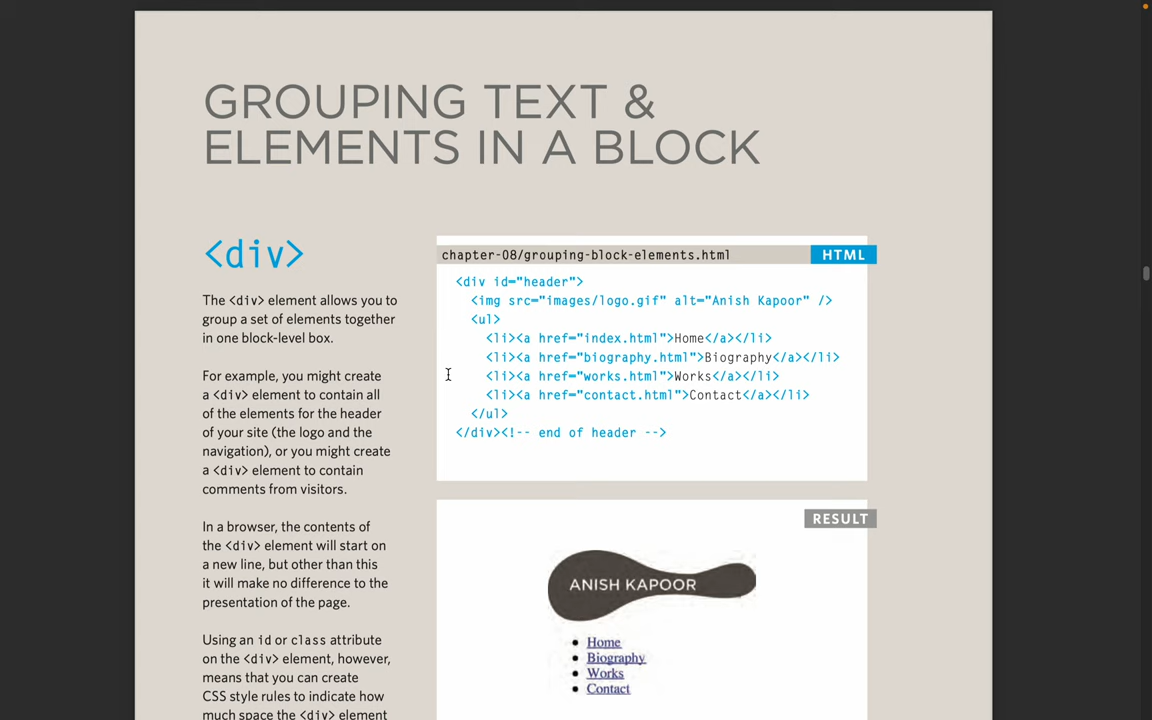 GROUPING TEXT &
ELEMENTS IN A BLOCK
<div>
The <div> element allows you to
group a set of elements together
in one block-level box.
For example, you might create
a <div> element to contain all
of the elements for the header
of your site (the logo and the
navigation), or you might create
a <div> element to contain
comments from visitors.
In a browser, the contents of
the <div> element will start on
a new line, but other than this
it will make no difference to the
presentation of the page.
Using an id or class attribute
on the <div> element, however,
means that you can create
CSS style rules to indicate how
much space the <div> element
chapter-08/grouping-block-elements.html
HTML
<div id="header">
<img src="images/logo.gif" alt="Anish Kapoor" />
<ul>
<li><a href="index.html">Home</a></li>
<li><a href="biography.html">Biography</a></li>
<li><a href="works.html">Works</a></li>
<li><a href="contact.html">Contact</a></li>
</ul>
</div><!-- end of header -->
RESULT
ANISH KAPOOR
Home
Biography
Works
Contact